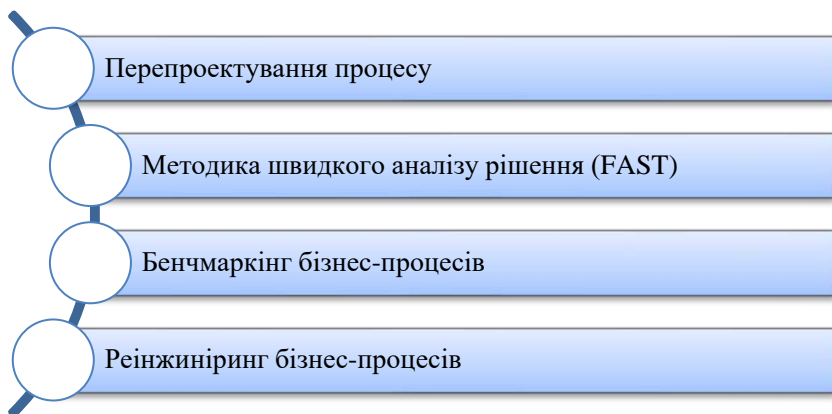 Перепроектування процесу
Методика швидкого аналізу рішення (FAST)
Бенчмаркінг бізнес-процесів
Реінжиніринг бізнес-процесів